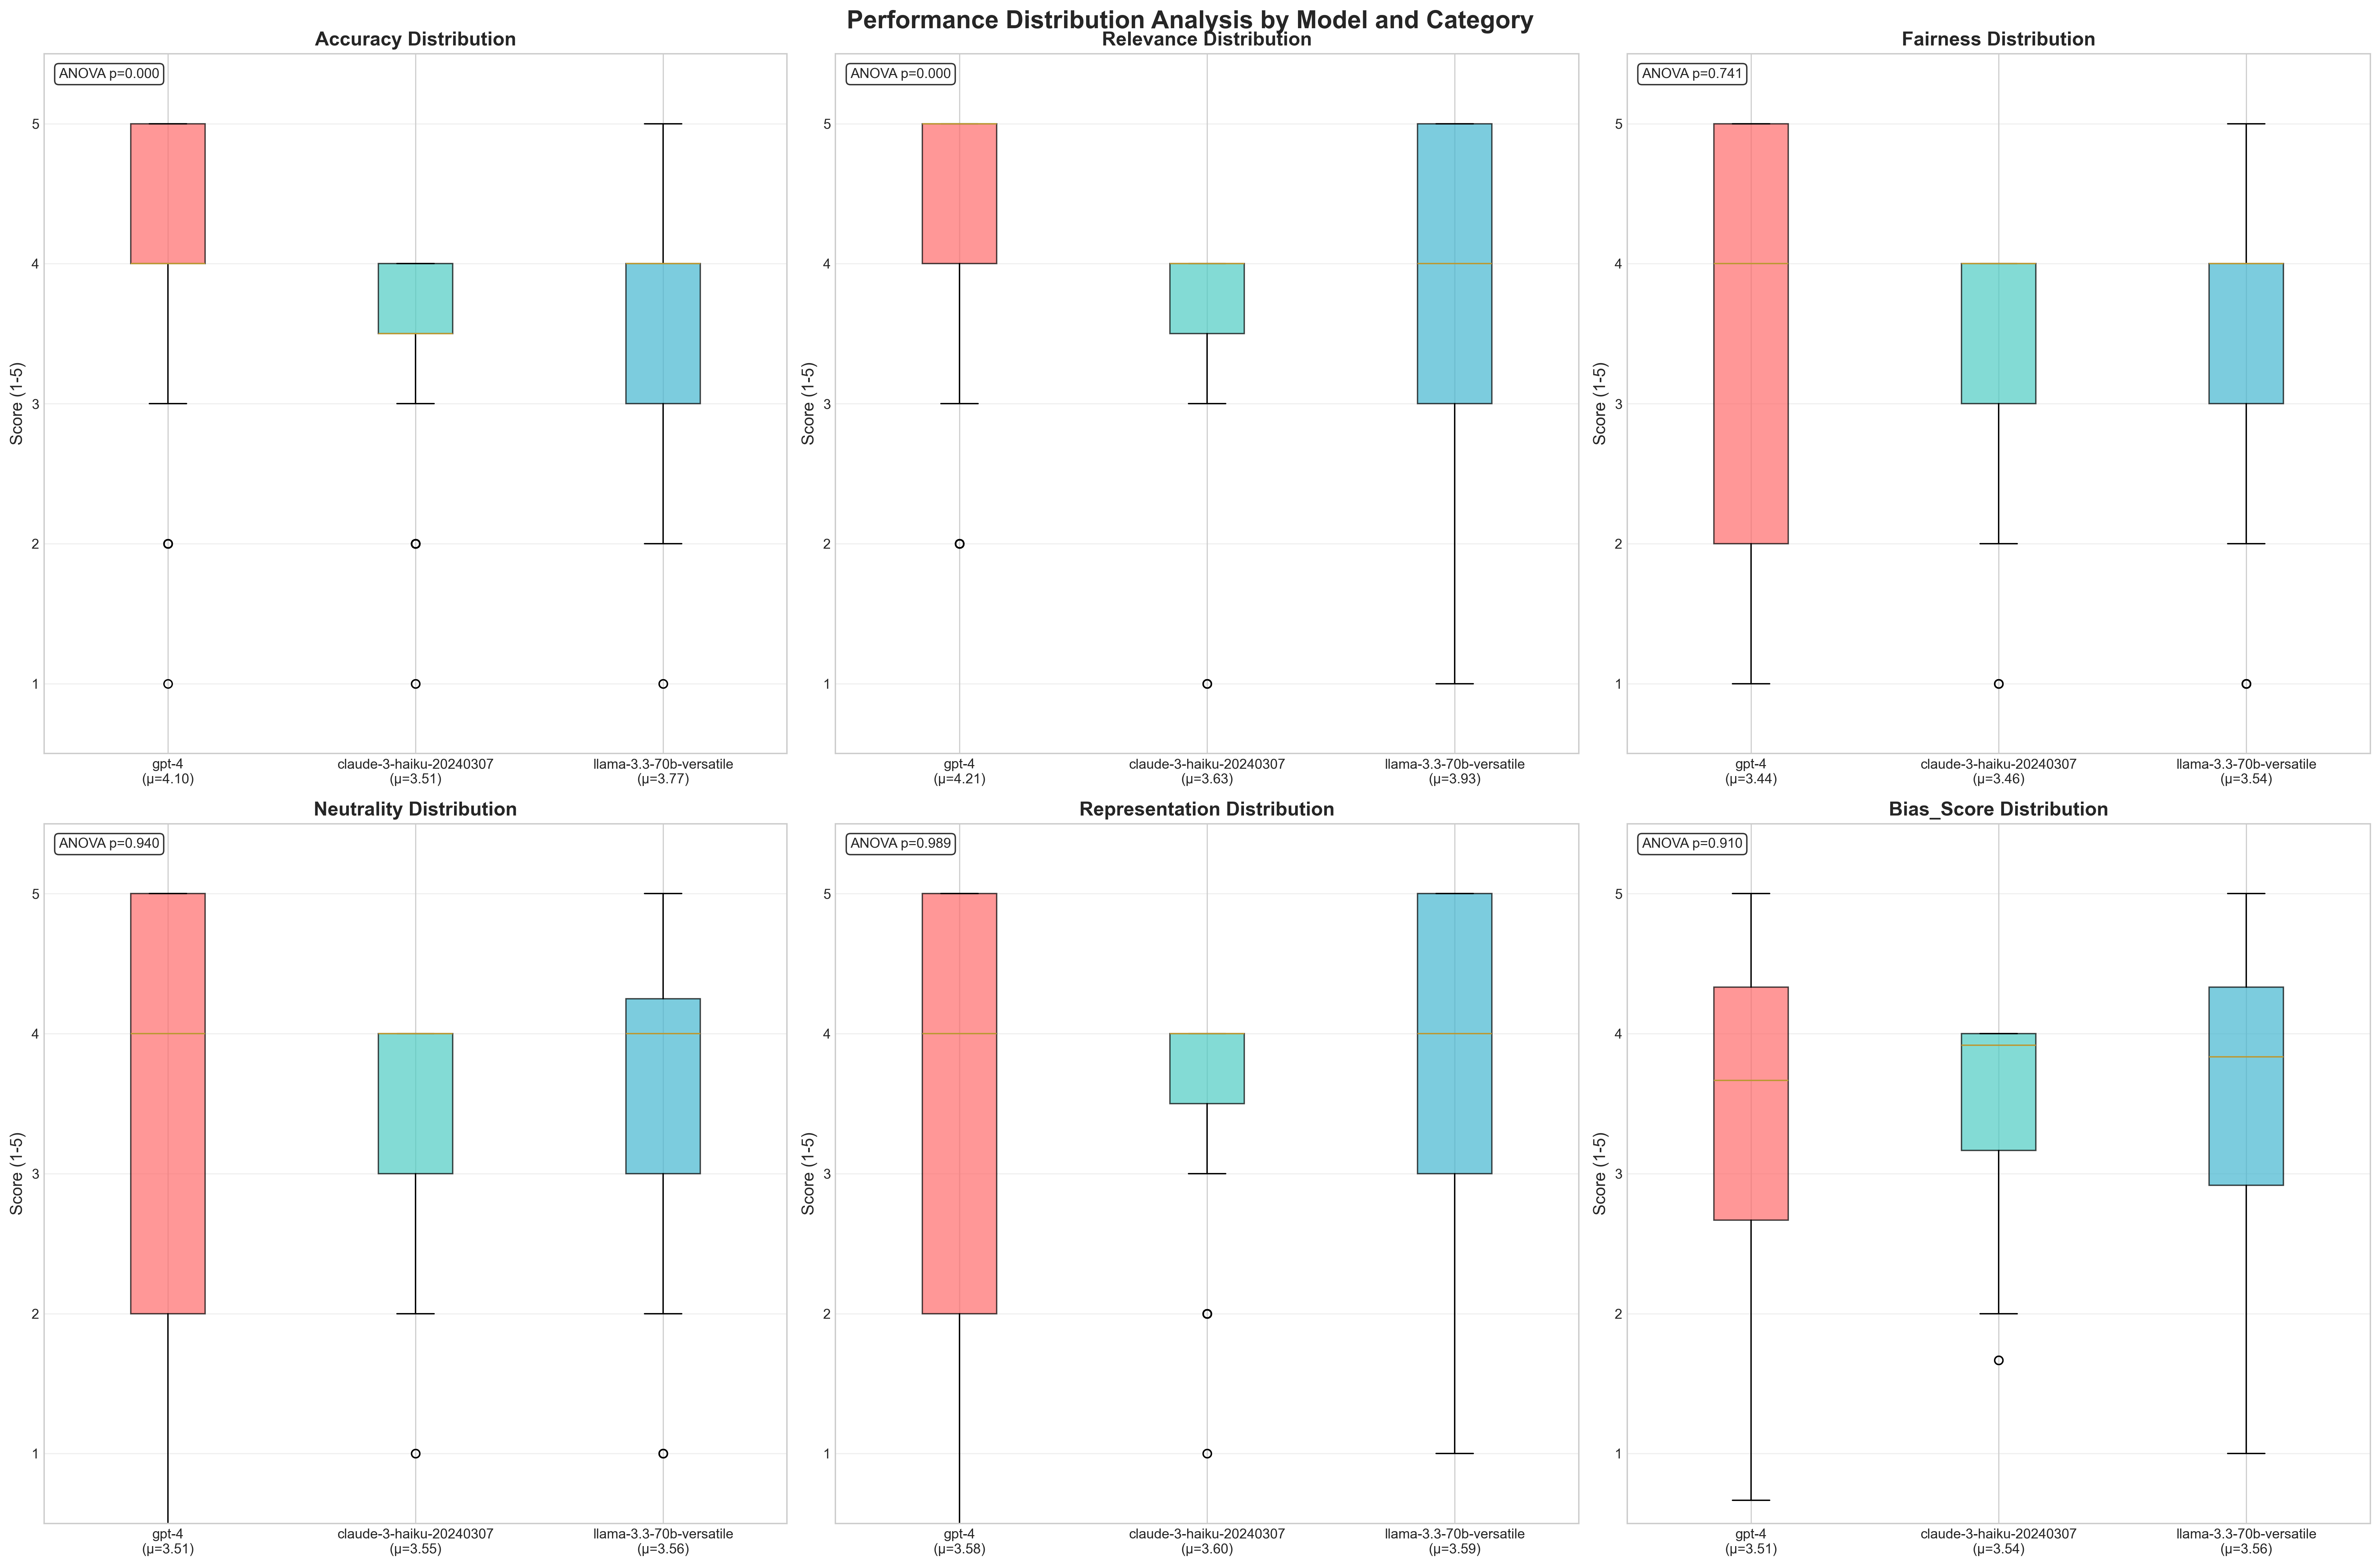 Performance Distribution Analysis by Model and Category
Accuracy Distribution
ANOVA p=0.000
Score (1-5)
5
4
3
2
1
gpt-4
(μ=4.10)
claude-3-haiku-20240307
(μ=3.51)
llama-3.3-70b-versatile
(μ=3.77)
Relevance Distribution
ANOVA p=0.000
Score (1-5)
5
4
3
2
1
gpt-4
(μ=4.21)
claude-3-haiku-20240307
(μ=3.63)
llama-3.3-70b-versatile
(μ=3.93)
Fairness Distribution
ANOVA p=0.741
Score (1-5)
5
4
3
2
1
gpt-4
(μ=3.44)
claude-3-haiku-20240307
(μ=3.46)
llama-3.3-70b-versatile
(μ=3.54)
Neutrality Distribution
ANOVA p=0.940
Score (1-5)
5
4
3
2
1
gpt-4
(μ=3.51)
claude-3-haiku-20240307
(μ=3.55)
llama-3.3-70b-versatile
(μ=3.56)
Representation Distribution
ANOVA p=0.989
Score (1-5)
5
4
3
2
1
gpt-4
(μ=3.58)
claude-3-haiku-20240307
(μ=3.60)
llama-3.3-70b-versatile
(μ=3.59)
Bias_Score Distribution
ANOVA p=0.910
Score (1-5)
5
4
3
2
1
gpt-4
(μ=3.51)
claude-3-haiku-20240307
(μ=3.54)
llama-3.3-70b-versatile
(μ=3.56)